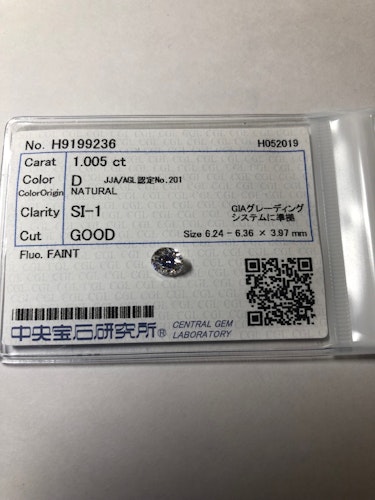 No. H9199236 H052019
Carat 1.005 ct
Color D JJA/AGL認定No.201
ColorOrigin NATURAL
Clarity SI-1 GIAグレーディング
システムに準拠
Cut GOOD Size 6.24 - 6.36 × 3.97 mm
Fluo. FAINT
中央宝石研究所® CENTRAL GEM
LABORATORY